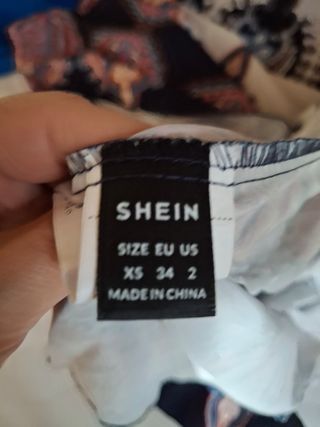 SHEIN
SIZE EU US
XS 34 2
MADE IN CHINA